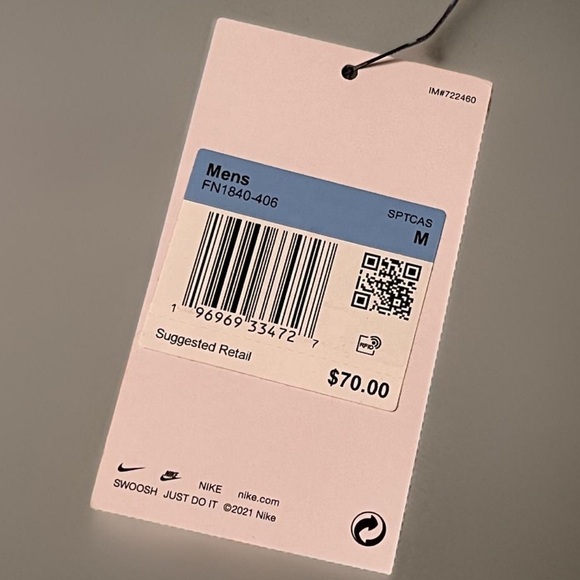 IM#722460
Mens
FN1840-406
SPTCAS
M
1 96969 33472 7
RFID
Suggested Retail
$70.00
NIKE nike.com
SWOOSH JUST DO IT ©2021 Nike